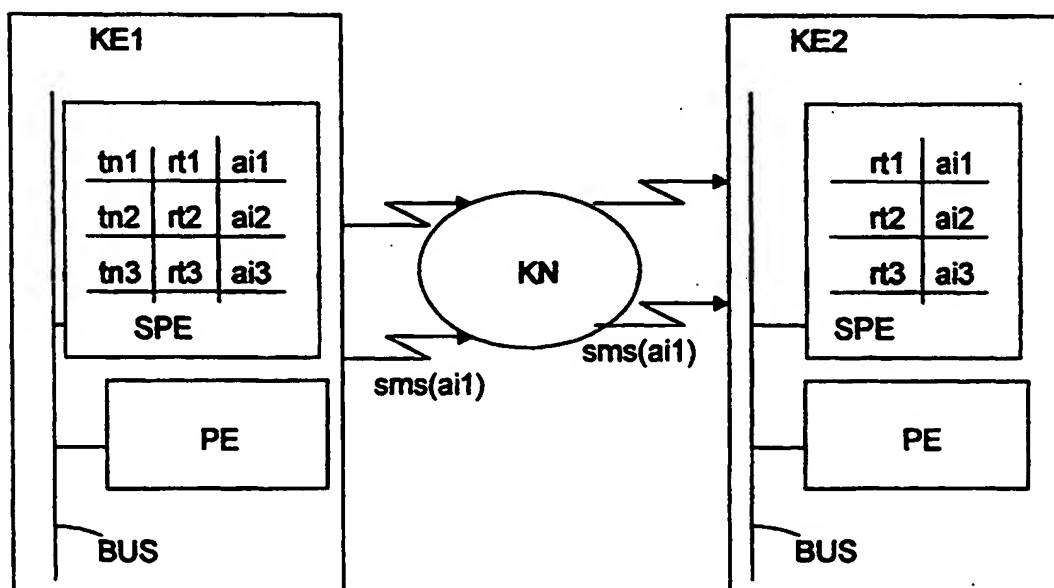 KE1
tn1 rt1 ai1
tn2 rt2 ai2
tn3 rt3 ai3
SPE
PE
BUS
KN
sms(ai1)
sms(ai1)
KE2
rt1 ai1
rt2 ai2
rt3 ai3
SPE
PE
BUS